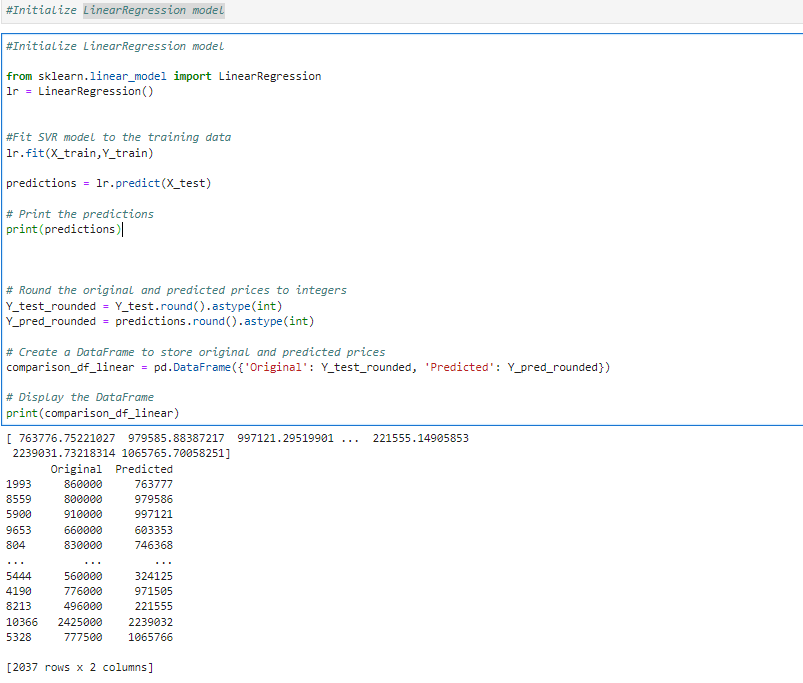 #Initialize LinearRegression model
#Initialize LinearRegression model
from sklearn.linear_model import LinearRegression
lr = LinearRegression()
#Fit SVR model to the training data
lr.fit(X_train,Y_train)
predictions = lr.predict(X_test)
# Print the predictions
print(predictions)
# Round the original and predicted prices to integers
Y_test_rounded = Y_test.round().astype(int)
Y_pred_rounded = predictions.round().astype(int)
# Create a DataFrame to store original and predicted prices
comparison_df_linear = pd.DataFrame({'Original': Y_test_rounded, 'Predicted': Y_pred_rounded})
# Display the DataFrame
print(comparison_df_linear)
[ 763776.75221027  979585.88387217  997121.29519901 ...  221555.14905853
 2239031.73218314 1065765.70058251]
       Original  Predicted
1993     860000     763777
8559     800000     979586
5900     910000     997121
9653     660000     603353
804      830000     746368
...         ...        ...
5444     560000     324125
4190     776000     971505
8213     496000     221555
10366   2425000    2239032
5328     777500    1065766
[2037 rows x 2 columns]